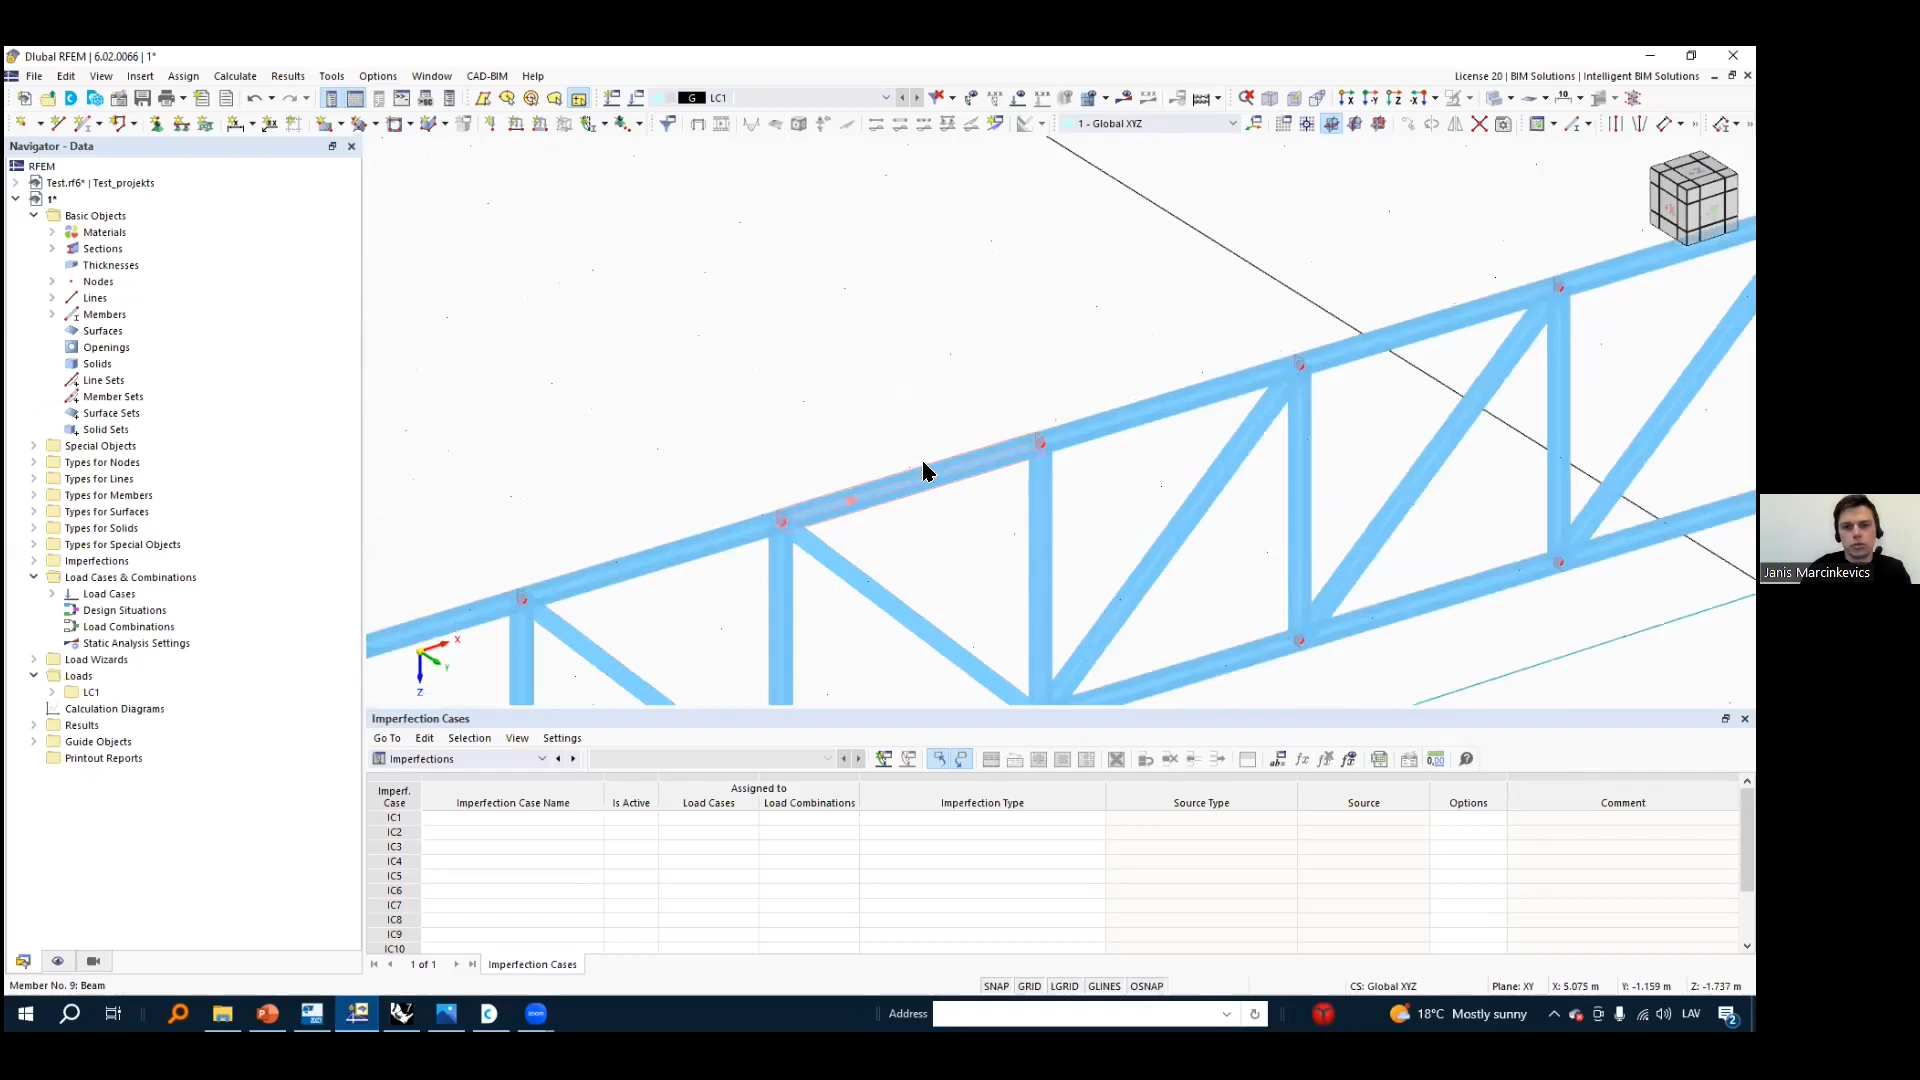 Dlubal RFEM | 6.02.0066 | 1*
File Edit View Insert Assign Calculate Results Tools Options Window CAD-BIM Help
License 20 | BIM Solutions | Intelligent BIM Solutions
G LC1
1 - Global XYZ
Navigator - Data
RFEM
Test.rf6* | Test_projekts
1*
Basic Objects
Materials
Sections
Thicknesses
Nodes
Lines
Members
Surfaces
Openings
Solids
Line Sets
Member Sets
Surface Sets
Solid Sets
Special Objects
Types for Nodes
Types for Lines
Types for Members
Types for Surfaces
Types for Solids
Types for Special Objects
Imperfections
Load Cases & Combinations
Load Cases
Design Situations
Load Combinations
Static Analysis Settings
Load Wizards
Loads
LC1
Calculation Diagrams
Results
Guide Objects
Printout Reports
X
Y
Z
Janis Marcinkevics
Imperfection Cases
Go To Edit Selection View Settings
Imperfections
Imperf.
Case
Imperfection Case Name
Is Active
Assigned to
Load Cases
Load Combinations
Imperfection Type
Source Type
Source
Options
Comment
IC1
IC2
IC3
IC4
IC5
IC6
IC7
IC8
IC9
IC10
1 of 1
Imperfection Cases
Member No. 9: Beam
SNAP GRID LGRID GLINES OSNAP
CS: Global XYZ
Plane: XY
X: 5.075 m
Y: -1.159 m
Z: -1.737 m
Address
18°C Mostly sunny
LAV
2